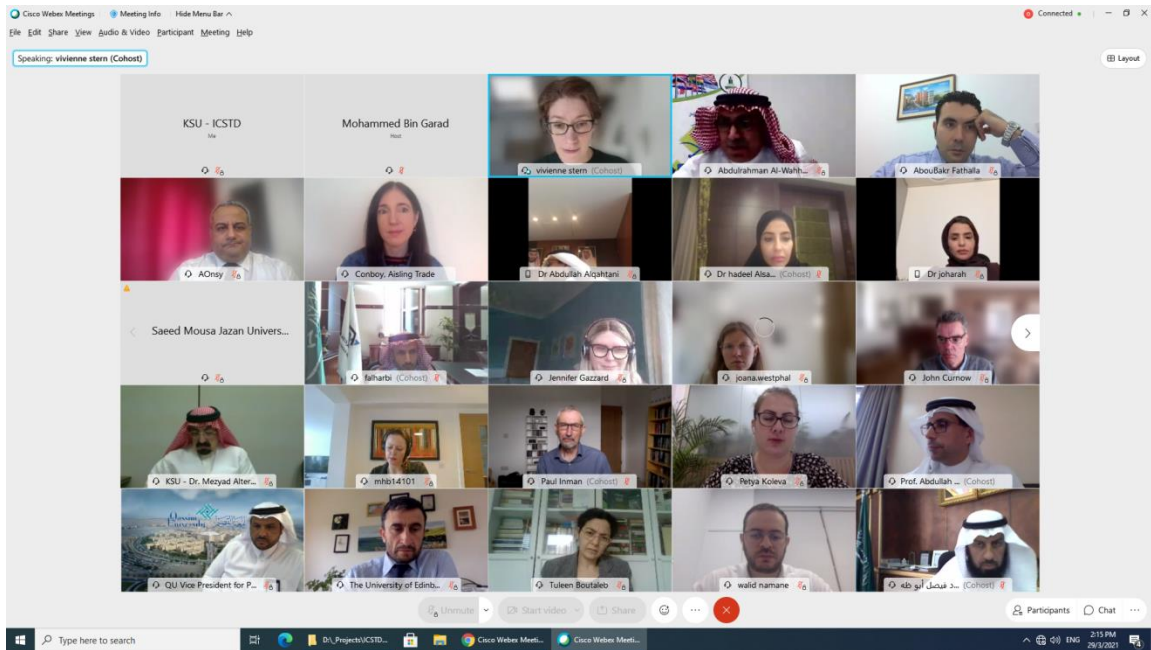 Cisco Webex Meetings Meeting Info Hide Menu Bar
Connected
File Edit Share View Audio & Video Participant Meeting Help
Speaking: vivienne stern (Cohost)
Layout
KSU - ICSTD
Me
Mohammed Bin Garad
Host
vivienne stern (Cohost)
Abdulrahman Al-Wahh...
AbouBakr Fathalla
AOnsy
Conboy, Aisling Trade
Dr Abdullah Alqahtani
Dr hadeel Alsa... (Cohost)
Dr joharah
Saeed Mousa Jazan Univers...
falharbi (Cohost)
Jennifer Gazzard
joana.westphal
John Curnow
KSU - Dr. Mezyad Alter...
mhb14101
Paul Inman (Cohost)
Petya Koleva
Prof. Abdullah ... (Cohost)
Qassim University
QU Vice President for P...
The University of Edinb...
Tuleen Boutaleb
walid namane
د فيصل أبو ظه... (Cohost)
Unmute
Start video
Share
Participants
Chat
Type here to search
D:\_Projects\ICSTD...
Cisco Webex Meeti...
Cisco Webex Meeti...
ENG
2:15 PM
29/3/2021